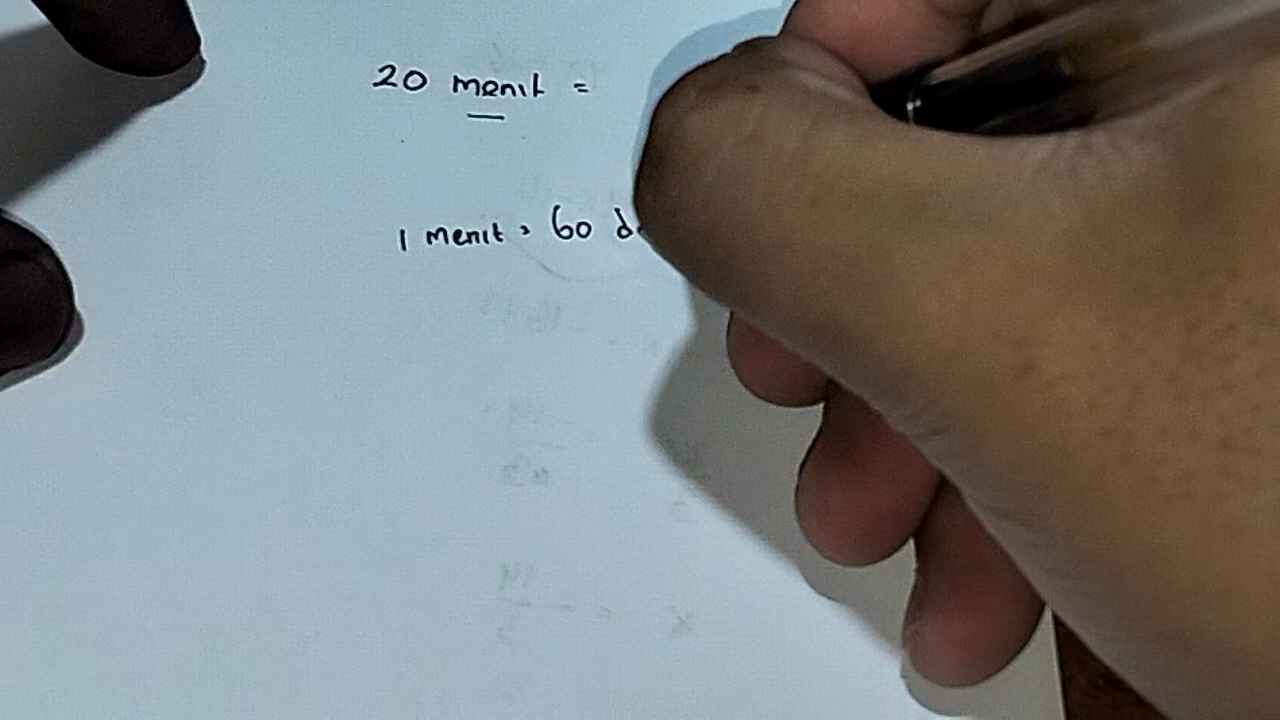 20 menit =
1 menit = 60